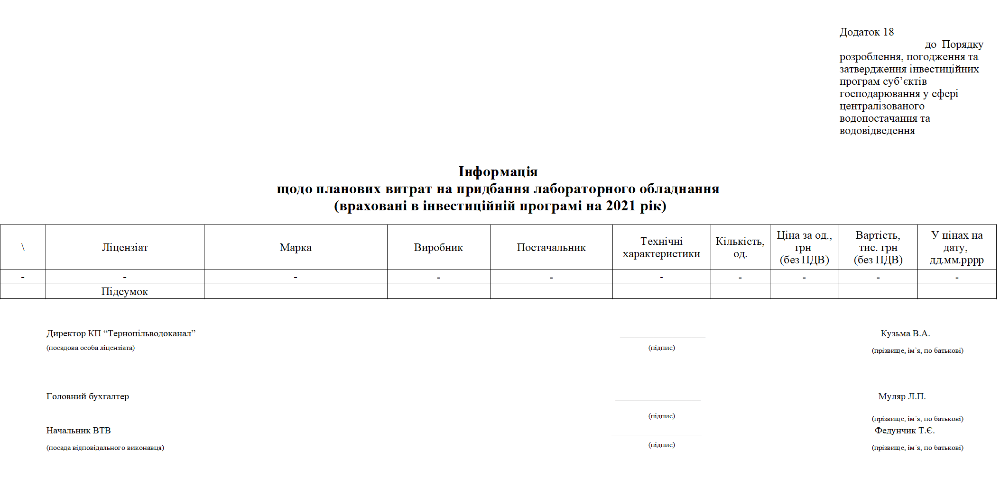 Додаток 18
до Порядку
розроблення, погодження та
затвердження інвестиційних
програм суб’єктів
господарювання у сфері
централізованого
водопостачання та
водовідведення
Інформація
щодо планових витрат на придбання лабораторного обладнання
(враховані в інвестиційній програмі на 2021 рік)
\ Ліцензіат Марка Виробник Постачальник Технічні характеристики Кількість, од. Ціна за од., грн (без ПДВ) Вартість, тис. грн (без ПДВ) У цінах на дату, дд.мм.рррр
- - - - - - - - - -
Підсумок
Директор КП “Тернопільводоканал” __________________ Кузьма В.А.
(посадова особа ліцензіата) (підпис) (прізвище, ім’я, по батькові)
Головний бухгалтер __________________ Муляр Л.П.
(підпис) (прізвище, ім’я, по батькові)
Начальник ВТВ ___________________ Федунчик Т.Є.
(посада відповідального виконавця) (підпис) (прізвище, ім’я, по батькові)